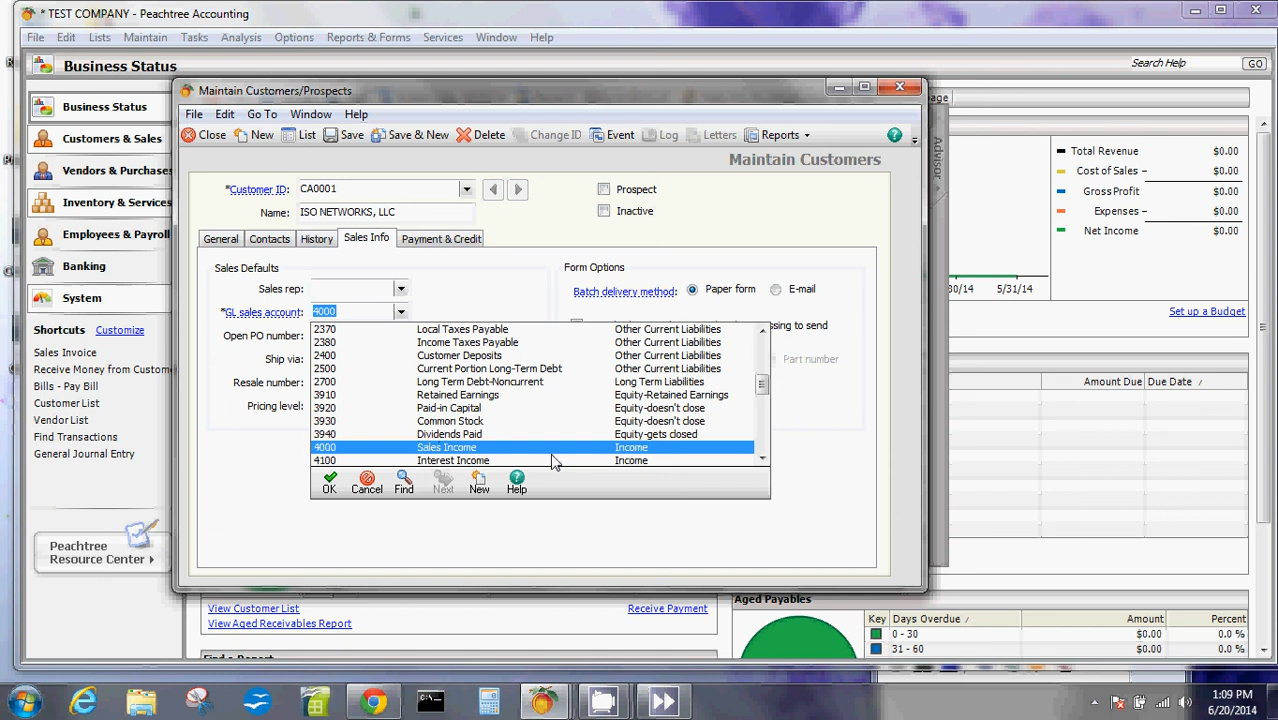 * TEST COMPANY - Peachtree Accounting
File Edit Lists Maintain Tasks Analysis Options Reports & Forms Services Window Help
Business Status
Search Help GO
Maintain Customers/Prospects
File Edit Go To Window Help
Close New List Save Save & New Delete Change ID Event Log Letters Reports
Maintain Customers
*Customer ID: CA0001
Prospect
Name: ISO NETWORKS, LLC
Inactive
General Contacts History Sales Info Payment & Credit
Sales Defaults
Form Options
Sales rep:
Batch delivery method: Paper form E-mail
*GL sales account: 4000
Open PO number:
Ship via:
Part number
Resale number:
Pricing level:
2370 Local Taxes Payable Other Current Liabilities
2380 Income Taxes Payable Other Current Liabilities
2400 Customer Deposits Other Current Liabilities
2500 Current Portion Long-Term Debt Other Current Liabilities
2700 Long Term Debt-Noncurrent Long Term Liabilities
3910 Retained Earnings Equity-Retained Earnings
3920 Paid-in Capital Equity-doesn't close
3930 Common Stock Equity-doesn't close
3940 Dividends Paid Equity-gets closed
4000 Sales Income Income
4100 Interest Income Income
OK Cancel Find Next New Help
to send
Business Status
Customers & Sales
Vendors & Purchases
Inventory & Services
Employees & Payroll
Banking
System
Shortcuts Customize
Sales Invoice
Receive Money from Custome
Bills - Pay Bill
Customer List
Vendor List
Find Transactions
General Journal Entry
Peachtree
Resource Center
age
Advisor
Total Revenue $0.00
Cost of Sales - $0.00
Gross Profit $0.00
Expenses - $0.00
Net Income $0.00
30/14 5/31/14
Set up a Budget
Amount Due Due Date
View Customer List
Receive Payment
View Aged Receivables Report
Find a Report
Aged Payables
Key Days Overdue Amount Percent
0 - 30 $0.00 0.0 %
31 - 60 $0.00 0.0 %
1:09 PM
6/20/2014